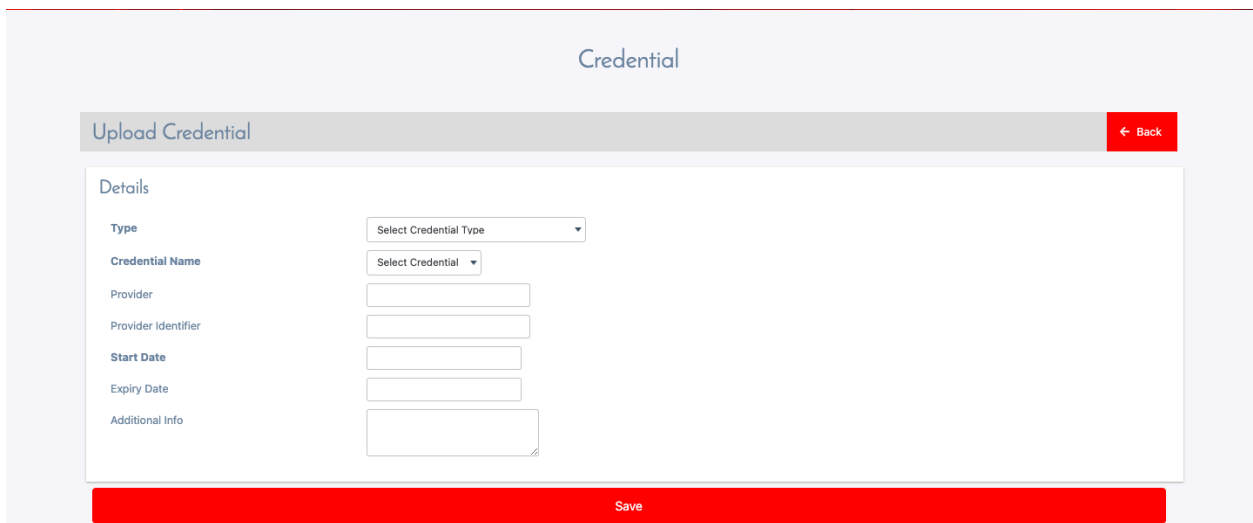 Credential
Upload Credential
← Back
Details
Type
Select Credential Type
Credential Name
Select Credential
Provider
Provider Identifier
Start Date
Expiry Date
Additional Info
Save